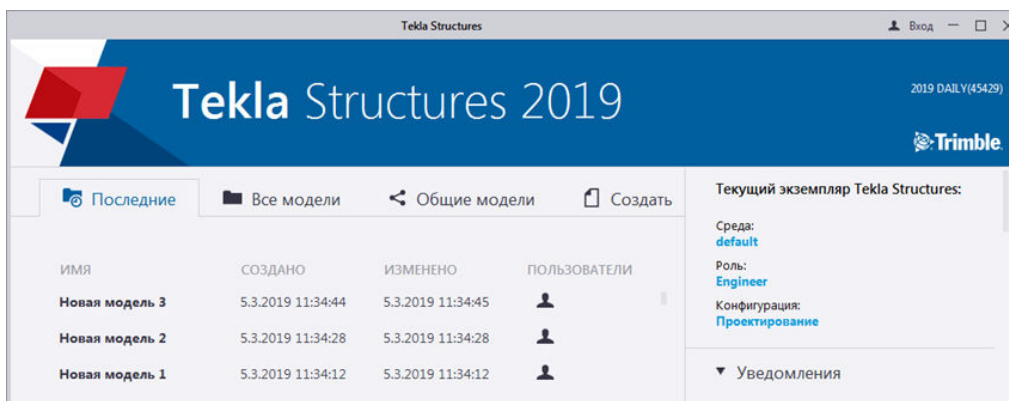 Tekla Structures
Вход
Tekla Structures 2019
2019 DAILY(45429)
Trimble.
Последние
Все модели
Общие модели
Создать
ИМЯ СОЗДАНО ИЗМЕНЕНО ПОЛЬЗОВАТЕЛИ
Новая модель 3 5.3.2019 11:34:44 5.3.2019 11:34:45
Новая модель 2 5.3.2019 11:34:28 5.3.2019 11:34:28
Новая модель 1 5.3.2019 11:34:12 5.3.2019 11:34:12
Текущий экземпляр Tekla Structures:
Среда:
default
Роль:
Engineer
Конфигурация:
Проектирование
Уведомления